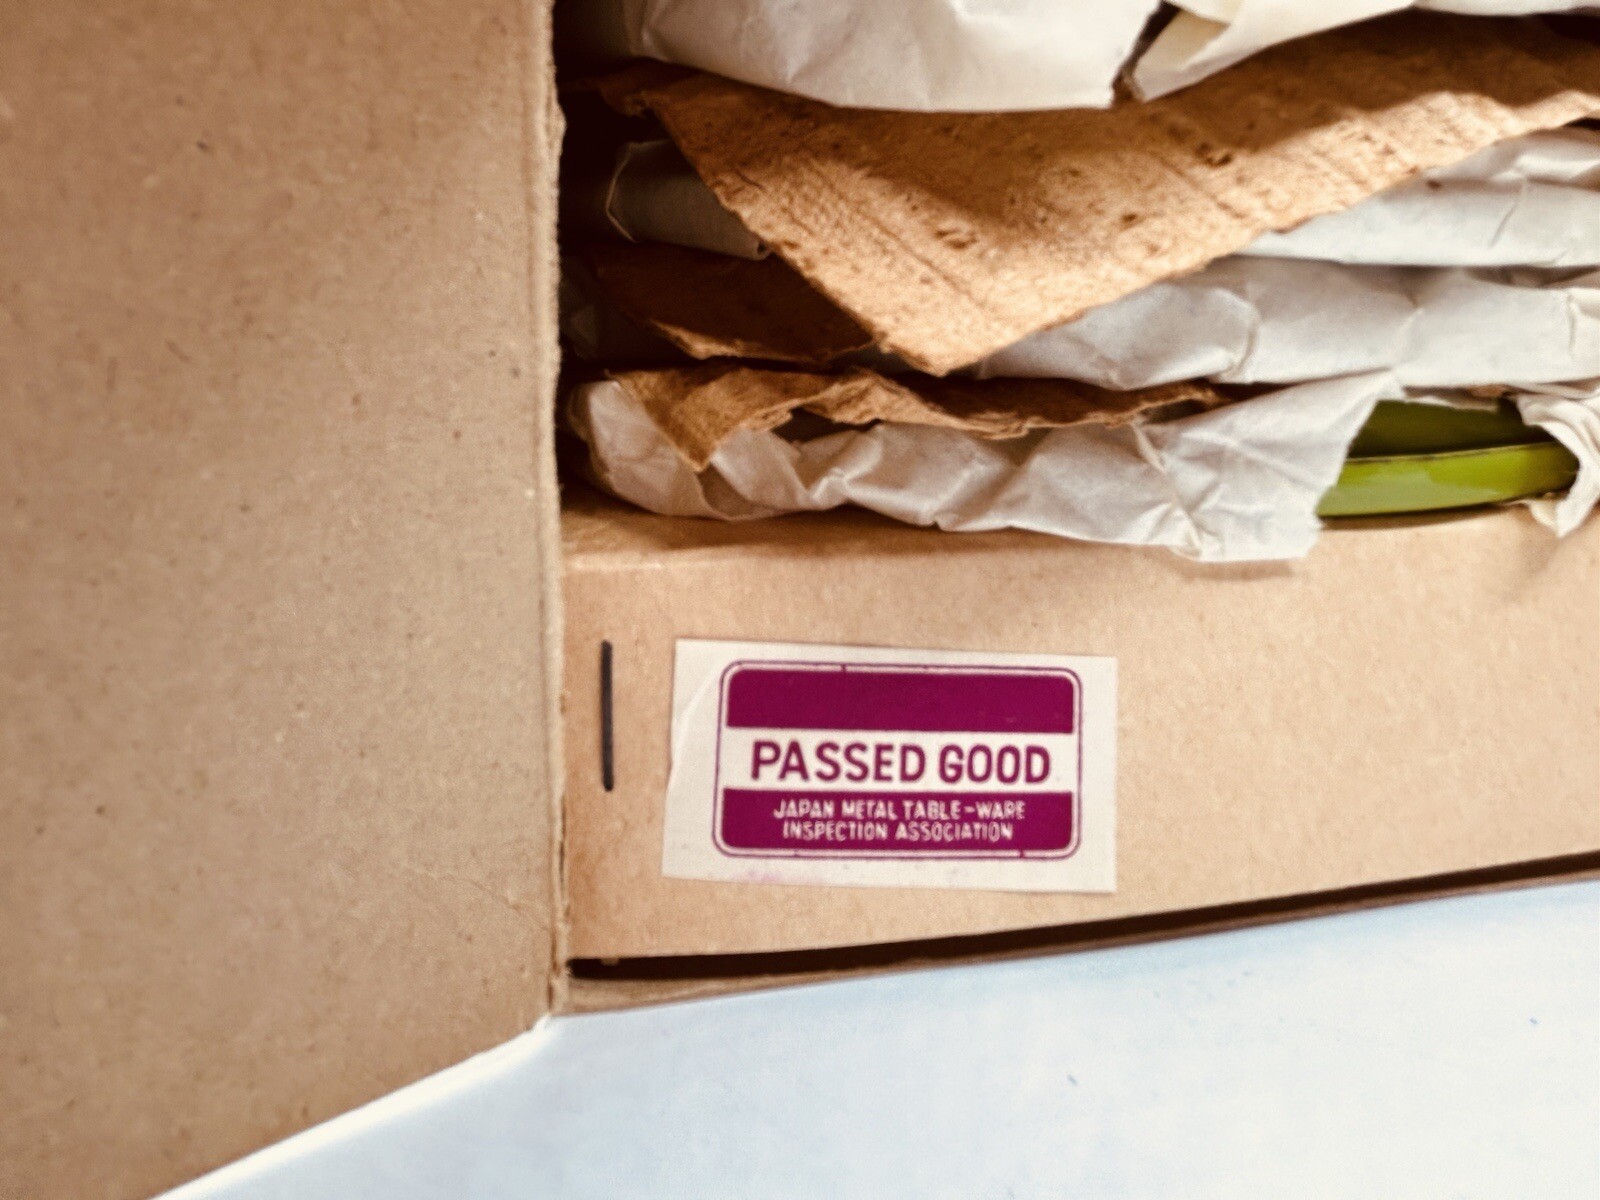 PASSED GOOD
JAPAN METAL TABLE-WARE
INSPECTION ASSOCIATION